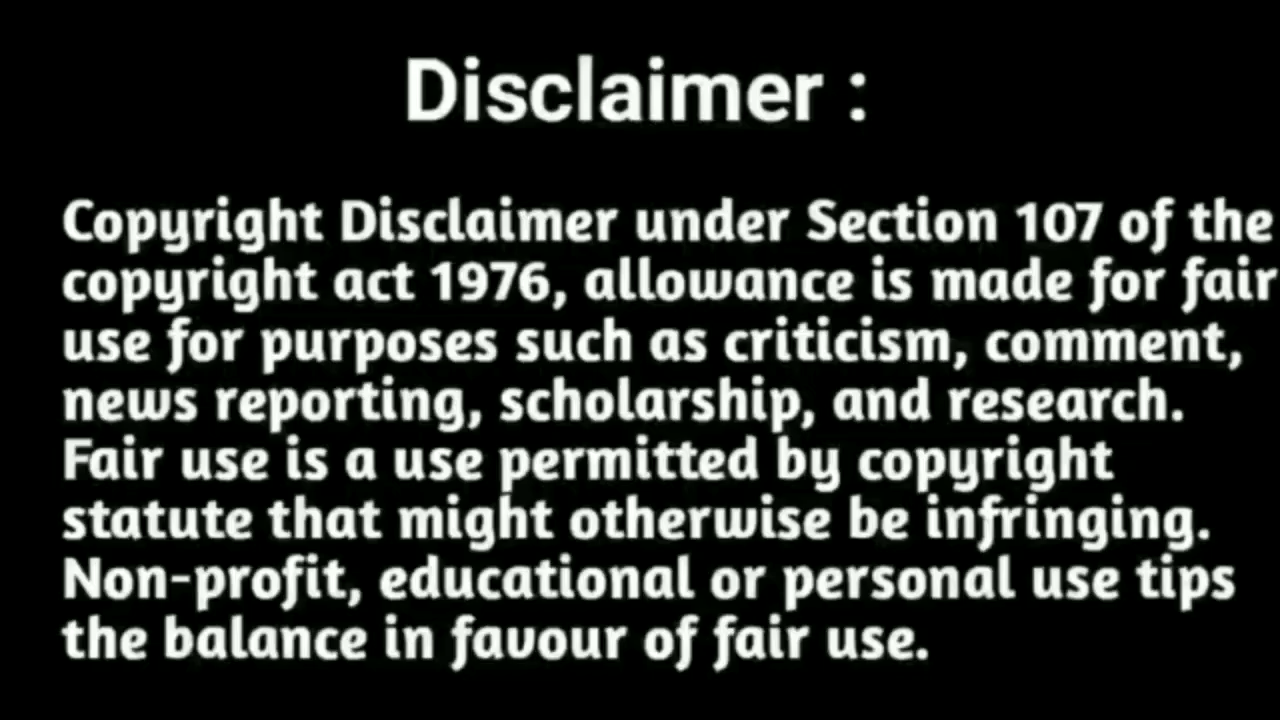 Disclaimer :
Copyright Disclaimer under Section 107 of the
copyright act 1976, allowance is made for fair
use for purposes such as criticism, comment,
news reporting, scholarship, and research.
Fair use is a use permitted by copyright
statute that might otherwise be infringing.
Non-profit, educational or personal use tips
the balance in favour of fair use.